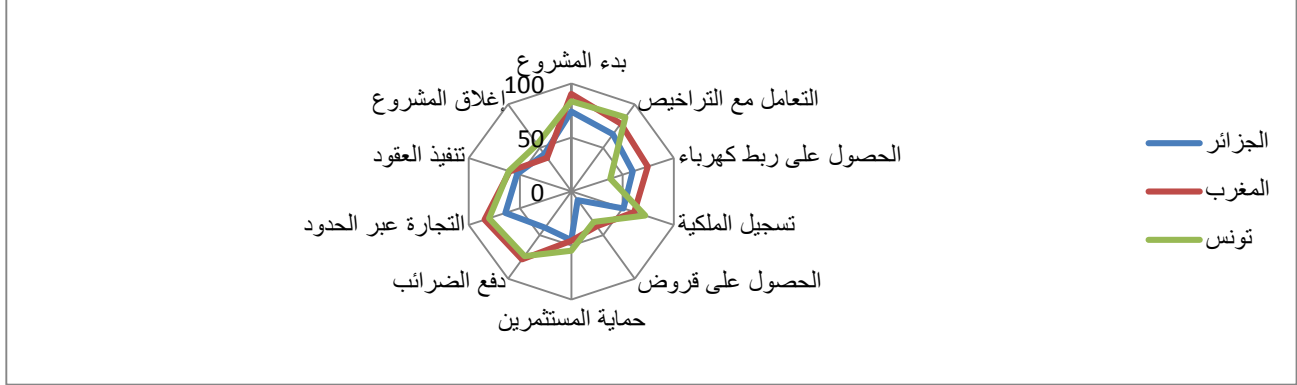 بدء المشروع
التعامل مع التراخيص
الحصول على ربط كهرباء
تسجيل الملكية
الحصول على قروض
حماية المستثمرين
دفع الضرائب
التجارة عبر الحدود
تنفيذ العقود
إغلاق المشروع
100
50
0
الجزائر
المغرب
تونس